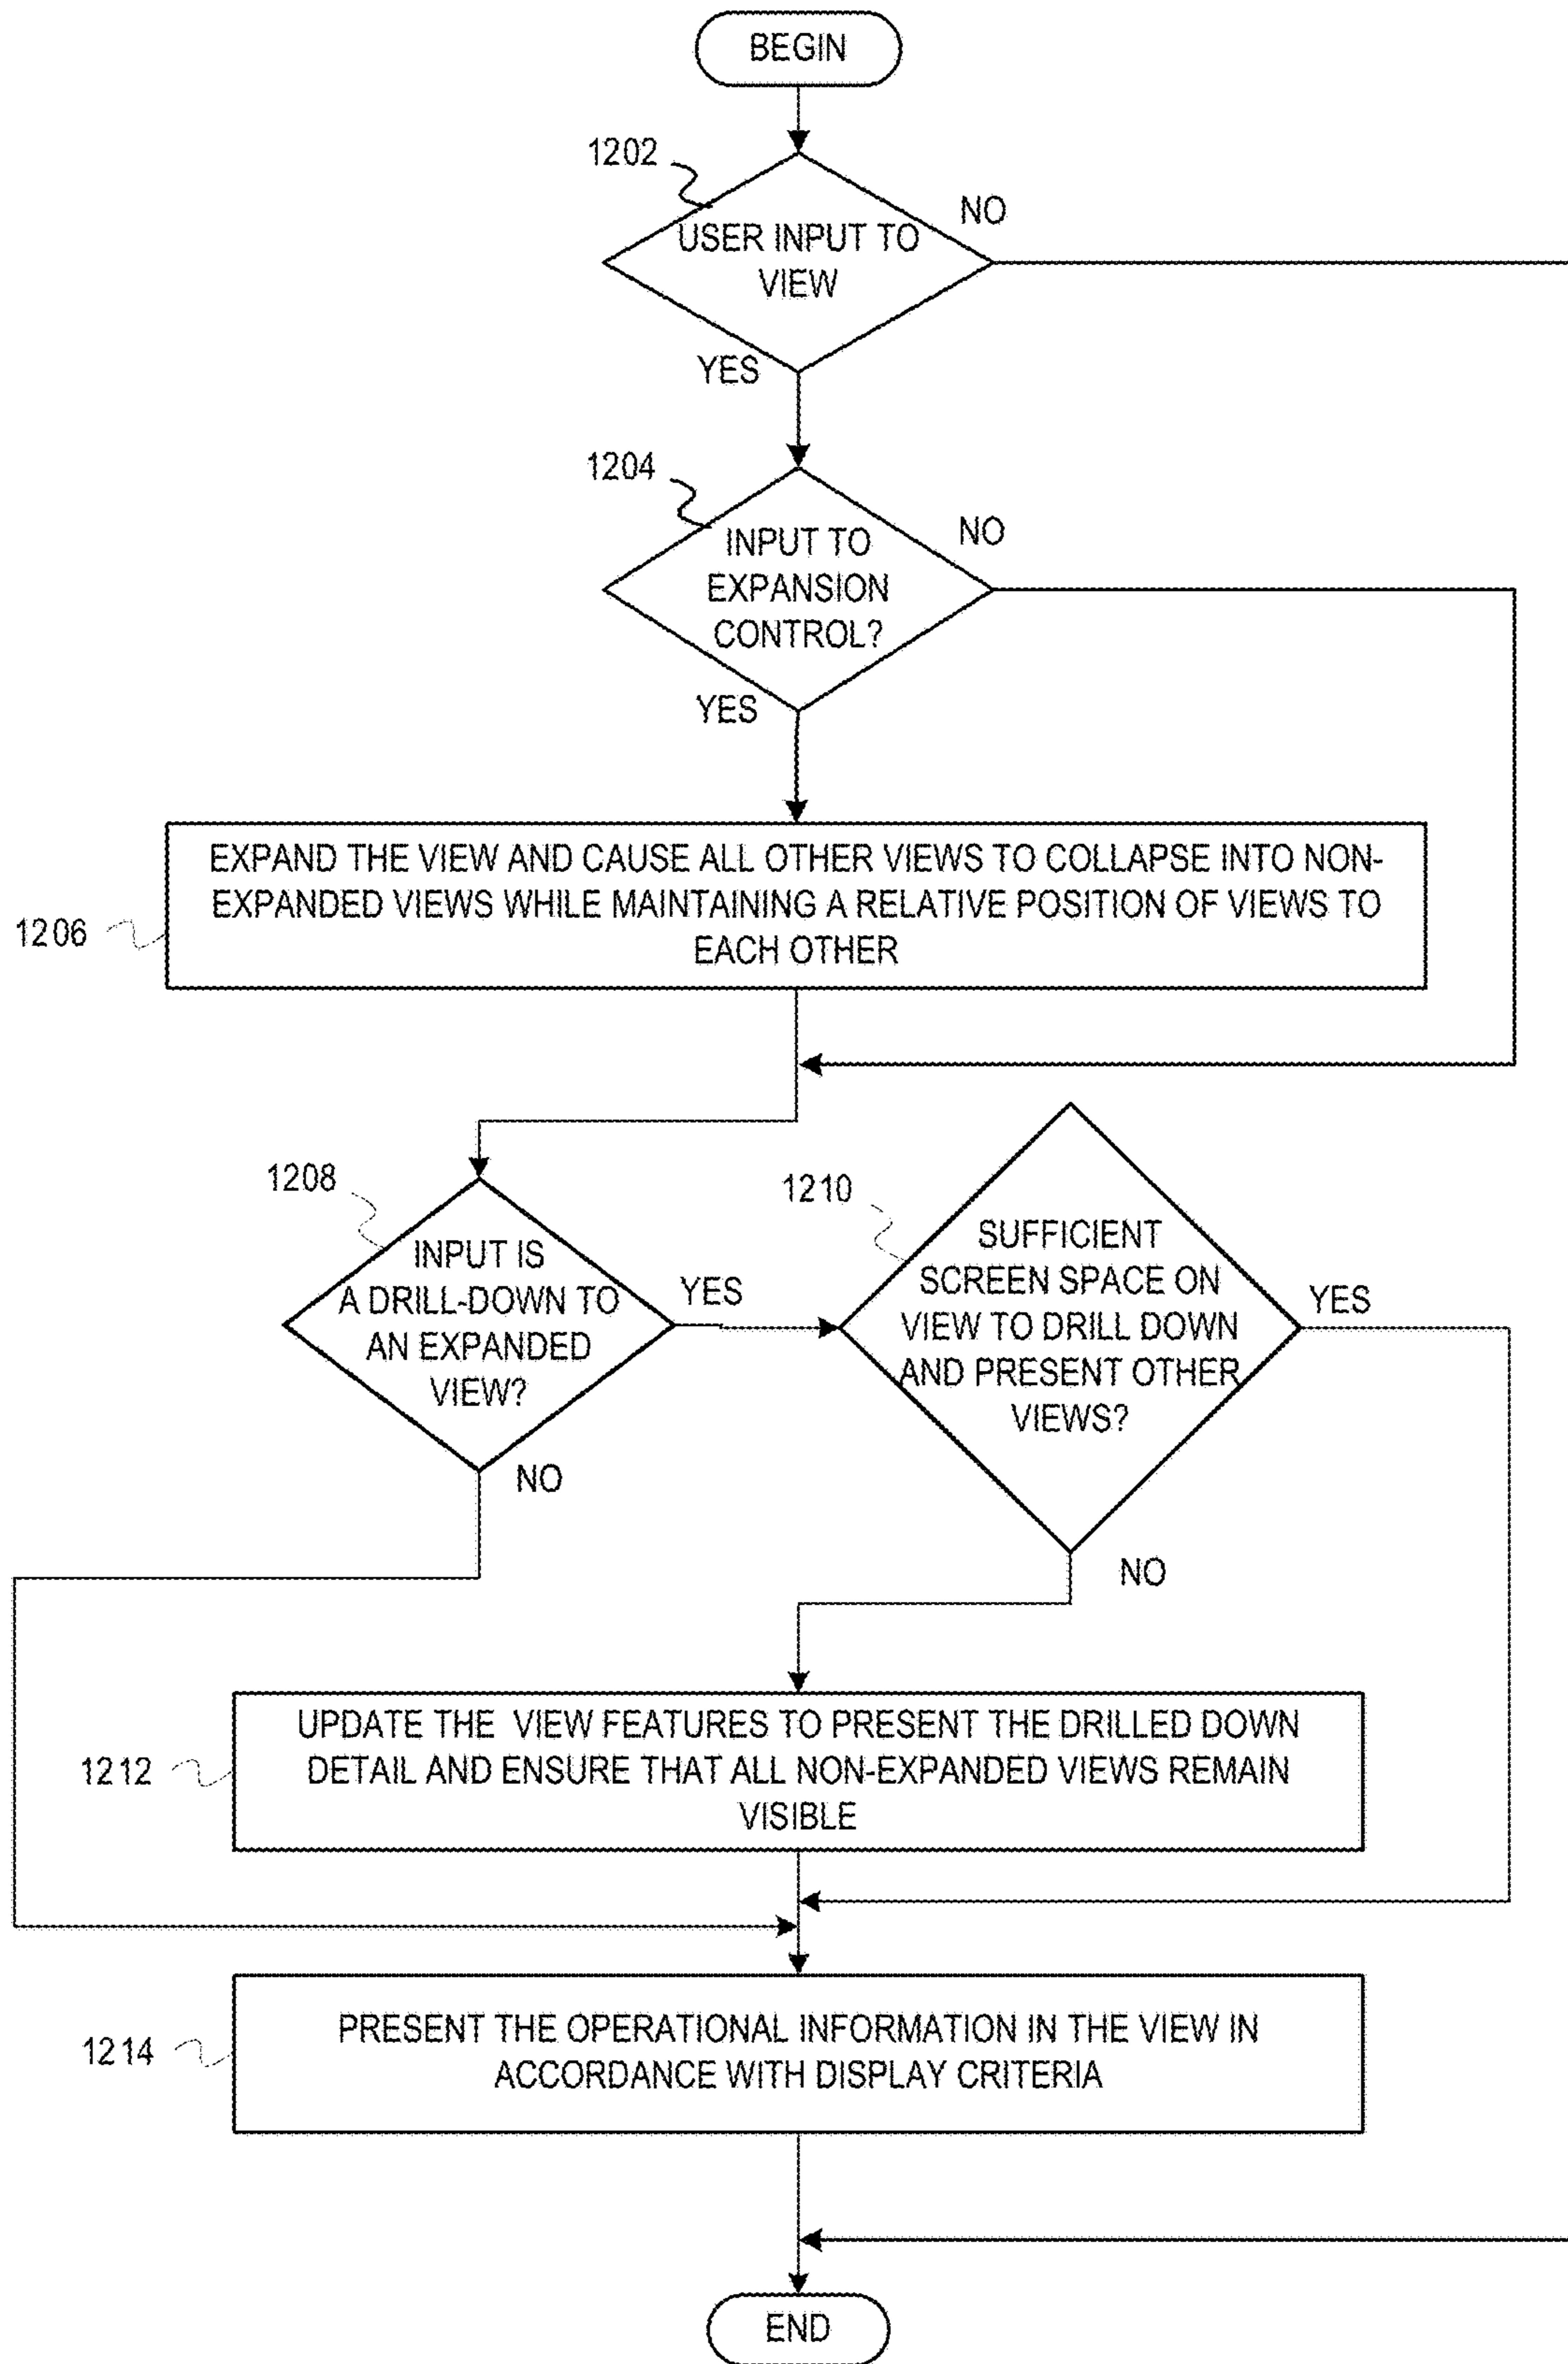 BEGIN
1202
NO
USER INPUT TO
VIEW
YES
1204
NO
INPUT TO
EXPANSION
CONTROL?
YES
EXPAND THE VIEW AND CAUSE ALL OTHER VIEWS TO COLLAPSE INTO NON-
EXPANDED VIEWS WHILE MAINTAINING A RELATIVE POSITION OF VIEWS TO
EACH OTHER
1206
1208
INPUT IS
A DRILL-DOWN TO
AN EXPANDED
VIEW?
YES
NO
1210
SUFFICIENT
SCREEN SPACE ON
VIEW TO DRILL DOWN
AND PRESENT OTHER
VIEWS?
YES
NO
UPDATE THE VIEW FEATURES TO PRESENT THE DRILLED DOWN
DETAIL AND ENSURE THAT ALL NON-EXPANDED VIEWS REMAIN
VISIBLE
1212
PRESENT THE OPERATIONAL INFORMATION IN THE VIEW IN
ACCORDANCE WITH DISPLAY CRITERIA
1214
END